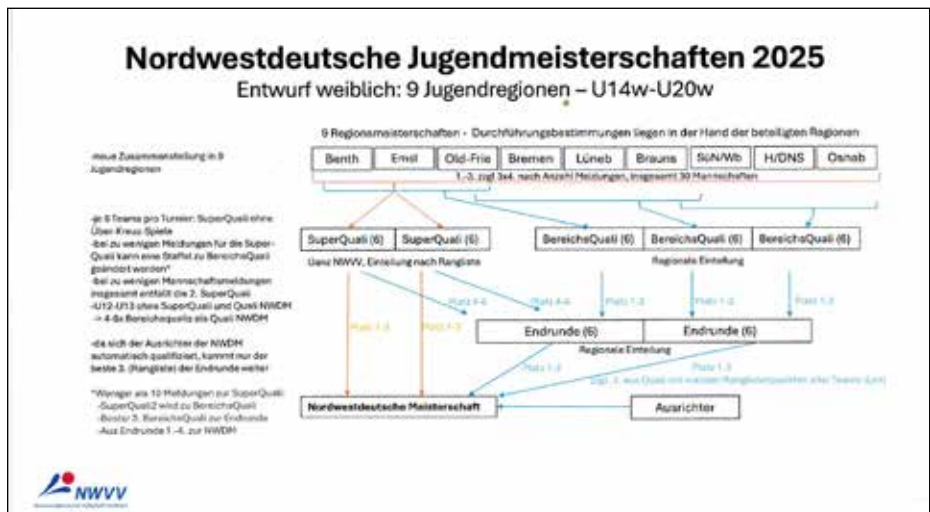 Nordwestdeutsche Jugendmeisterschaften 2025
Entwurf weiblich: 9 Jugendregionen – U14w-U20w
9 Regionsmeisterschaften - Durchführungsbestimmungen liegen in der Hand der beteiligten Regionen
-neue Zusammenstellung in 9
Jugendregionen
Benth
Emsl
Old-Frie
Bremen
Lüneb
Brauns
SüN/Wb
H/DNS
Osnab
1.-3. zzgl 3x4. nach Anzahl Meldungen, insgesamt 30 Mannschaften
-je 6 Teams pro Turnier: SuperQuali ohne
Über-Kreuz-Spiele
-bei zu wenigen Meldungen für die Super-
Quali kann eine Staffel zu BereichsQuali
geändert werden*
-bei zu wenigen Mannschaftsmeldungen
insgesamt entfällt die 2. SuperQuali
-U12-U13 ohne SuperQuali und Quali NWDM
-> 4-6x Bereichsqualis als Quali NWDM
SuperQuali (6)
SuperQuali (6)
BereichsQuali (6)
BereichsQuali (6)
BereichsQuali (6)
Ganz NWVV, Einteilung nach Rangliste
Regionale Einteilung
Platz 4-6
Platz 4-6
Platz 1-2
Platz 1-2
Platz 1-3
Platz 1-3
Endrunde (6)
Endrunde (6)
Regionale Einteilung
-da sich der Ausrichter der NWDM
automatisch qualifiziert, kommt nur der
beste 3. (Rangliste) der Endrunde weiter
Platz 1-3
Platz 1-3
*Weniger als 10 Meldungen zur SuperQuali:
-SuperQuali2 wird zu BereichsQuali
-Bester 3. BereichsQuali zur Endrunde
-Aus Endrunde 1.-4. zur NWDM
Nordwestdeutsche Meisterschaft
Ausrichter
NWVV